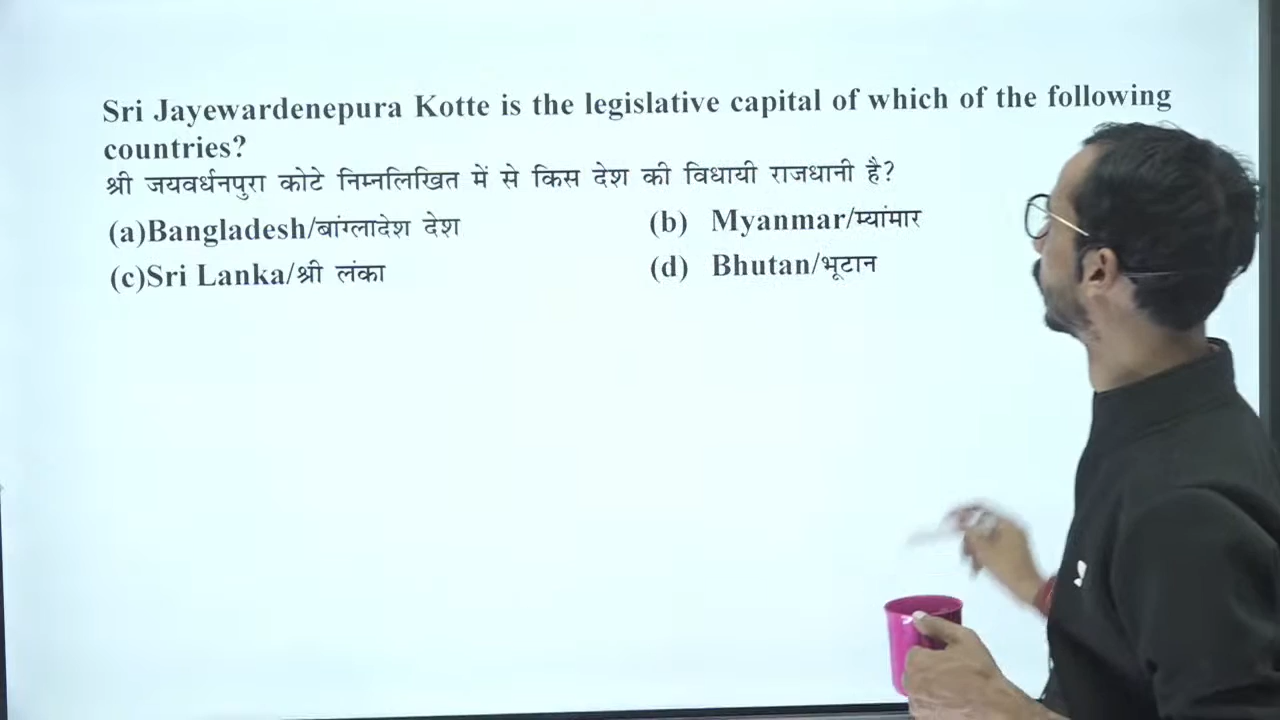 Sri Jayewardenepura Kotte is the legislative capital of which of the following
countries?
श्री जयवर्धनपुरा कोटे निम्नलिखित में से किस देश की विधायी राजधानी है?
(a)Bangladesh/बांग्लादेश देश (b) Myanmar/म्यांमार
(c)Sri Lanka/श्री लंका (d) Bhutan/भूटान